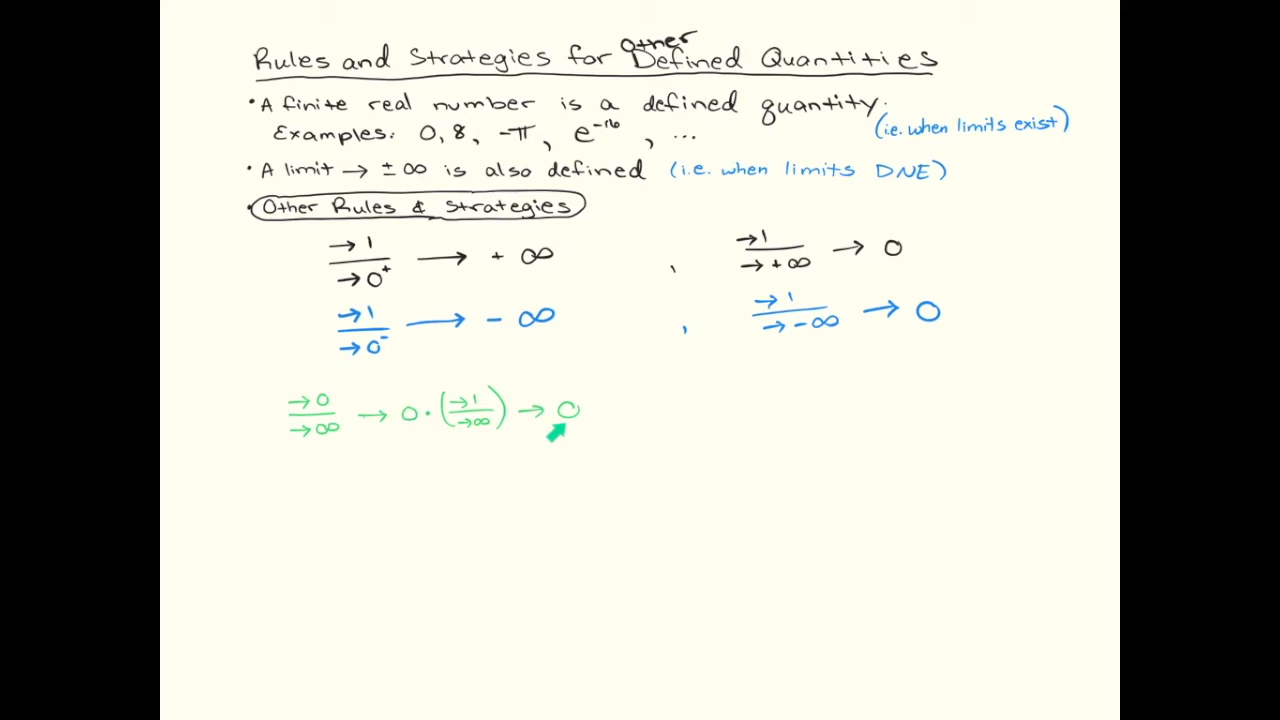 Rules and Strategies for Other Defined Quantities
• A finite real number is a defined quantity.
Examples: 0, 8, -π, e^-16, ... (i.e. when limits exist)
• A limit → ± ∞ is also defined (i.e. when limits DNE)
• Other Rules & Strategies
→1 / →0⁺ → + ∞ , →1 / →+∞ → 0
→1 / →0⁻ → - ∞ , →1 / →-∞ → 0
→0 / →∞ → 0 · (→1 / →∞) → 0